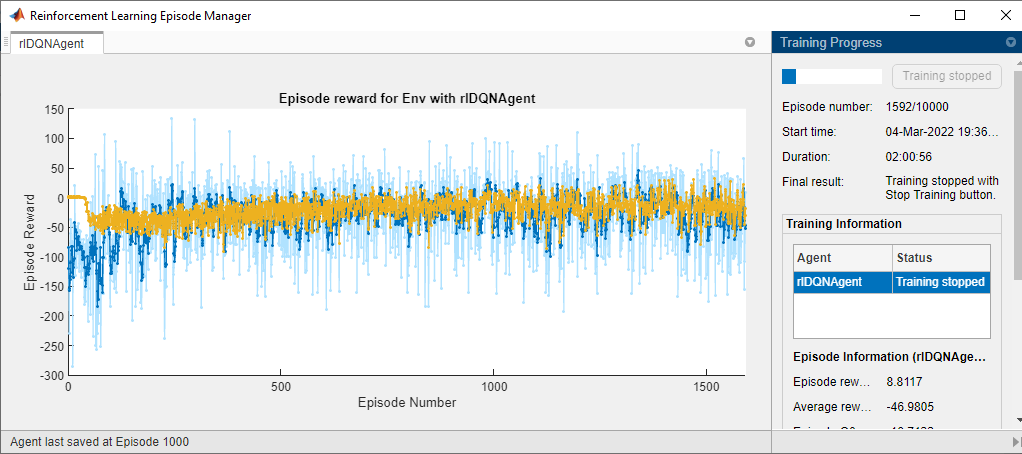 Reinforcement Learning Episode Manager
rlDQNAgent
Episode reward for Env with rlDQNAgent
Episode Reward
150
100
50
0
-50
-100
-150
-200
-250
-300
0
500
1000
1500
Episode Number
Agent last saved at Episode 1000
Training Progress
Training stopped
Episode number: 1592/10000
Start time: 04-Mar-2022 19:36...
Duration: 02:00:56
Final result: Training stopped with
Stop Training button.
Training Information
Agent Status
rlDQNAgent Training stopped
Episode Information (rlDQNAge...
Episode rew... 8.8117
Average rew... -46.9805